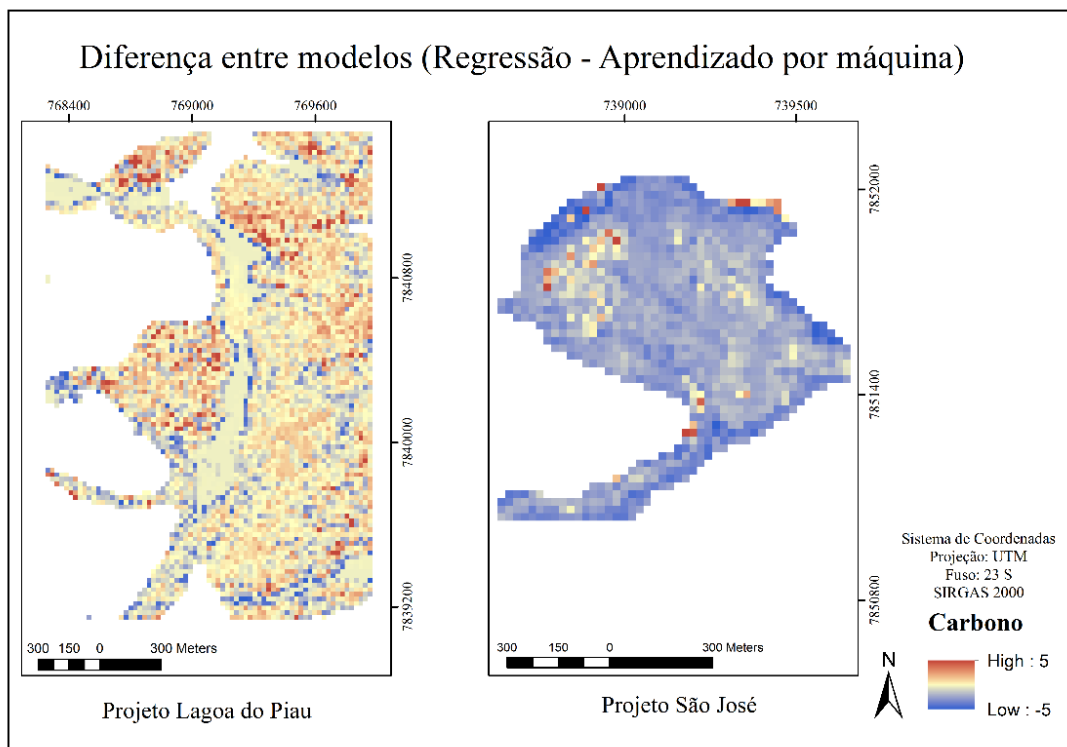 Diferença entre modelos (Regressão - Aprendizado por máquina)
768400 769000 769600
7840800
7840000
7839200
300 150 0 300 Meters
Projeto Lagoa do Piau
739000 739500
7852000
7851400
7850800
300 150 0 300 Meters
Projeto São José
Sistema de Coordenadas
Projeção: UTM
Fuso: 23 S
SIRGAS 2000
Carbono
N
High : 5
Low : -5